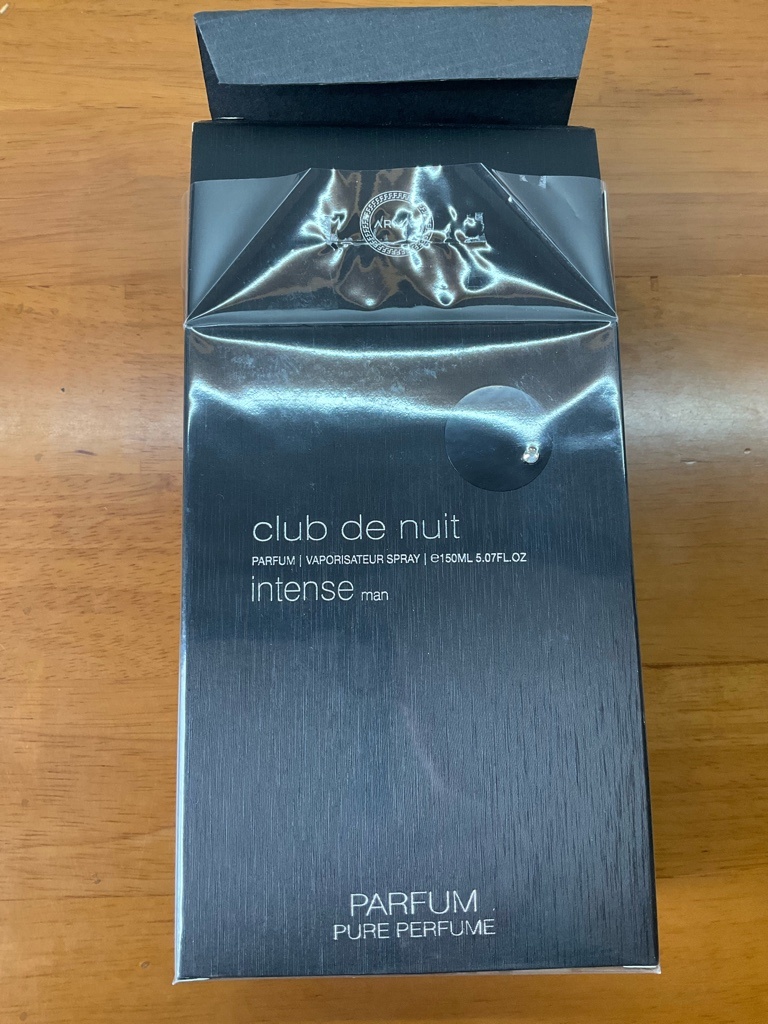 club de nuit
PARFUM | VAPORISATEUR SPRAY | ℮150ML 5.07FL.OZ
intense man
PARFUM
PURE PERFUME